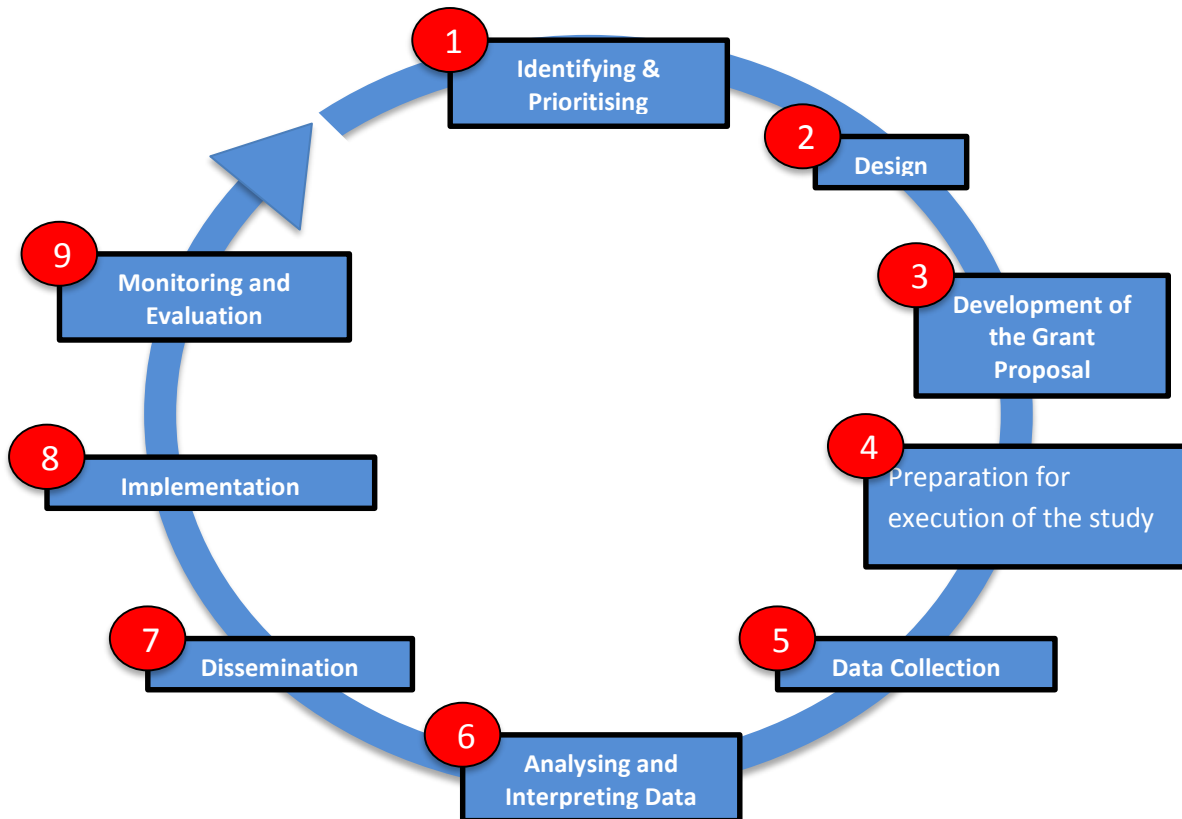 1
Identifying &
Prioritising
2
Design
3
Development of
the Grant
Proposal
4
Preparation for
execution of the study
5
Data Collection
6
Analysing and
Interpreting Data
7
Dissemination
8
Implementation
9
Monitoring and
Evaluation